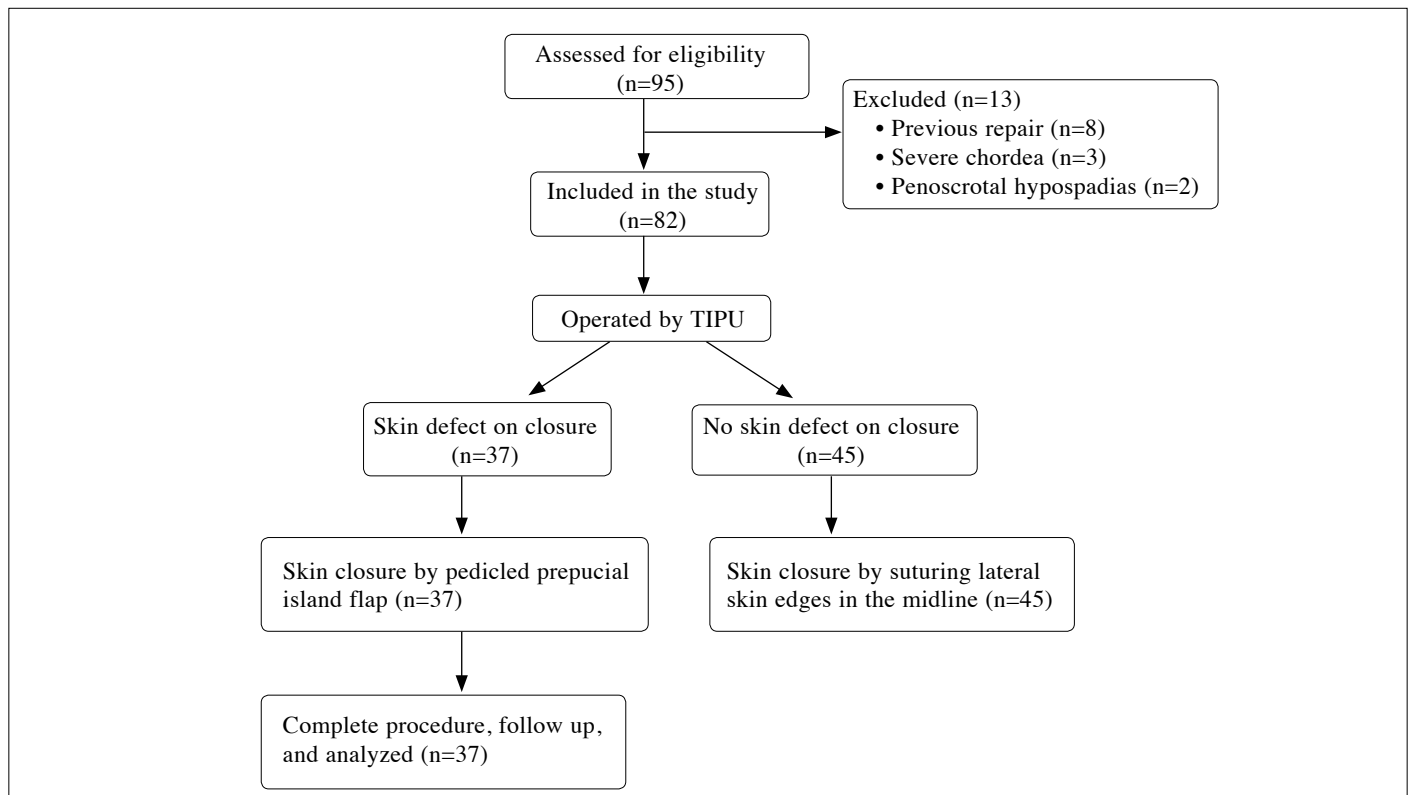 Assessed for eligibility
(n=95)
Excluded (n=13)
• Previous repair (n=8)
• Severe chordea (n=3)
• Penoscrotal hypospadias (n=2)
Included in the study
(n=82)
Operated by TIPU
Skin defect on closure
(n=37)
No skin defect on closure
(n=45)
Skin closure by pedicled prepucial
island flap (n=37)
Skin closure by suturing lateral
skin edges in the midline (n=45)
Complete procedure, follow up,
and analyzed (n=37)